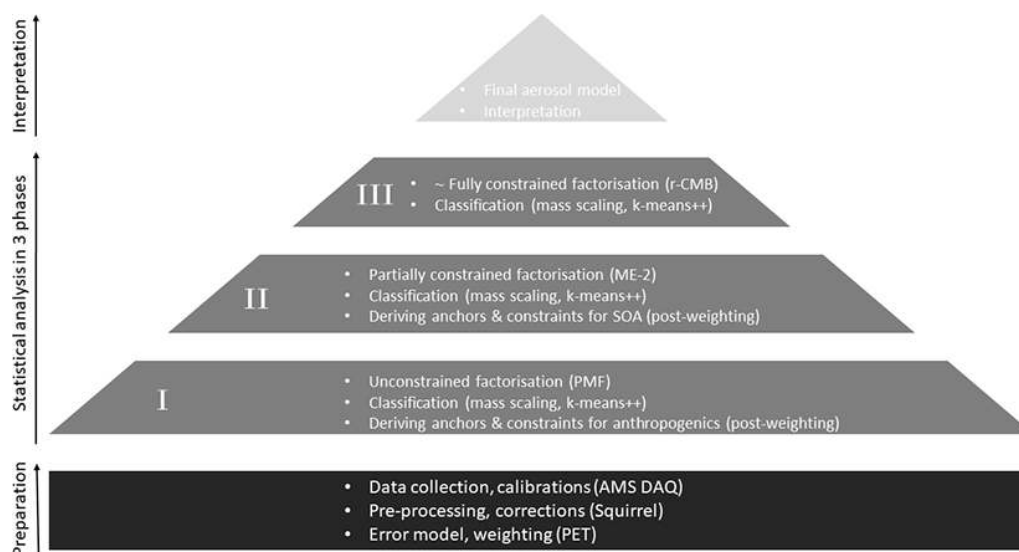 Interpretation
• Final aerosol model
• Interpretation
Statistical analysis in 3 phases
III
• ~ Fully constrained factorisation (r-CMB)
• Classification (mass scaling, k-means++)
II
• Partially constrained factorisation (ME-2)
• Classification (mass scaling, k-means++)
• Deriving anchors & constraints for SOA (post-weighting)
I
• Unconstrained factorisation (PMF)
• Classification (mass scaling, k-means++)
• Deriving anchors & constraints for anthropogenics (post-weighting)
Preparation
• Data collection, calibrations (AMS DAQ)
• Pre-processing, corrections (Squirrel)
• Error model, weighting (PET)